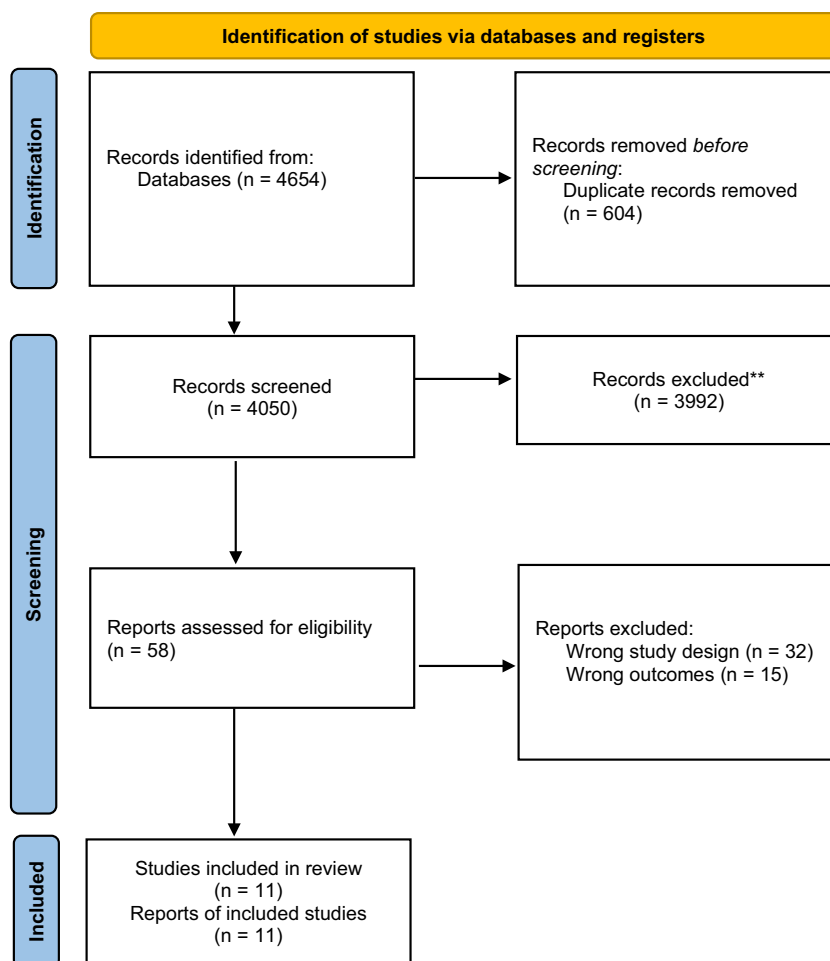 Identification of studies via databases and registers
Identification
Records identified from:
Databases (n = 4654)
Records removed before
screening:
Duplicate records removed
(n = 604)
Screening
Records screened
(n = 4050)
Records excluded**
(n = 3992)
Reports assessed for eligibility
(n = 58)
Reports excluded:
Wrong study design (n = 32)
Wrong outcomes (n = 15)
Included
Studies included in review
(n = 11)
Reports of included studies
(n = 11)